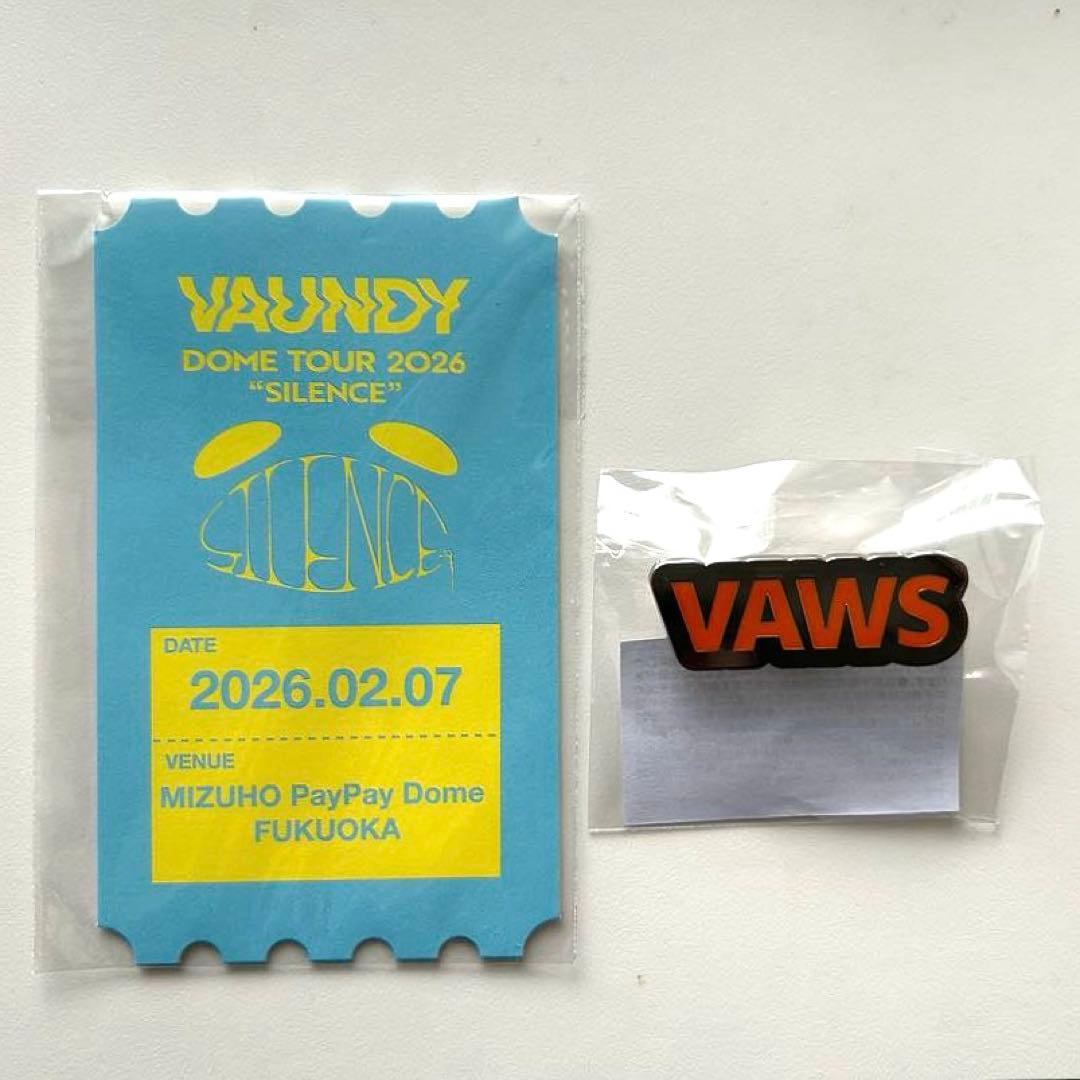 VAUNDY
DOME TOUR 2026
“SILENCE”
SILENCE
DATE
2026.02.07
VENUE
MIZUHO PayPay Dome
FUKUOKA
VAWS